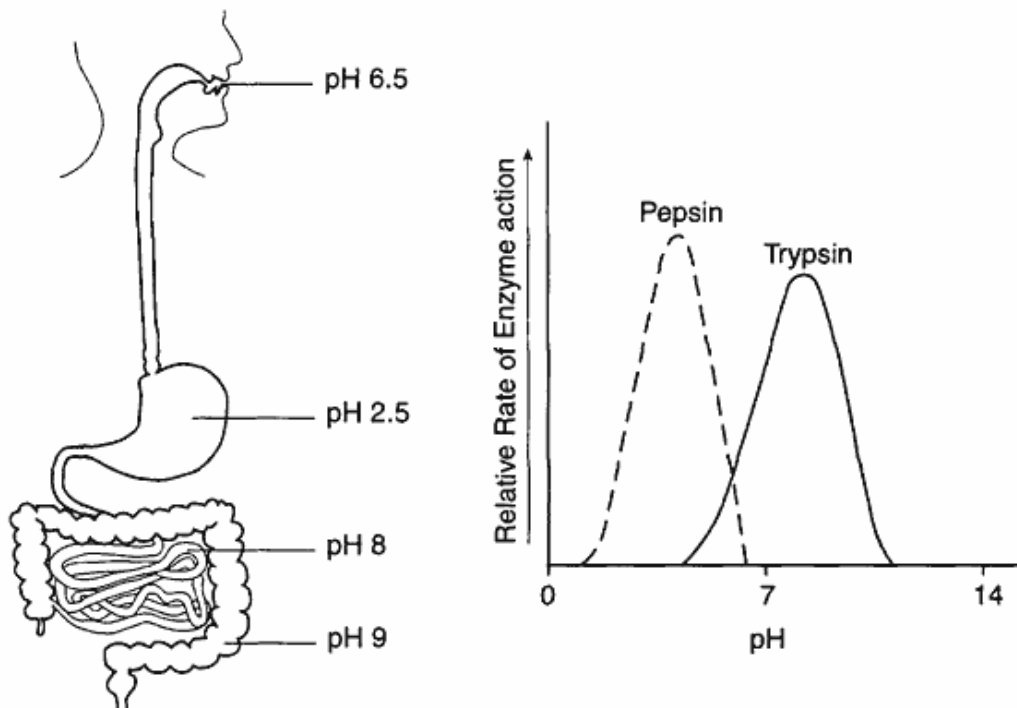 pH 6.5
pH 2.5
pH 8
pH 9
Relative Rate of Enzyme action
Pepsin
Trypsin
0
7
14
pH